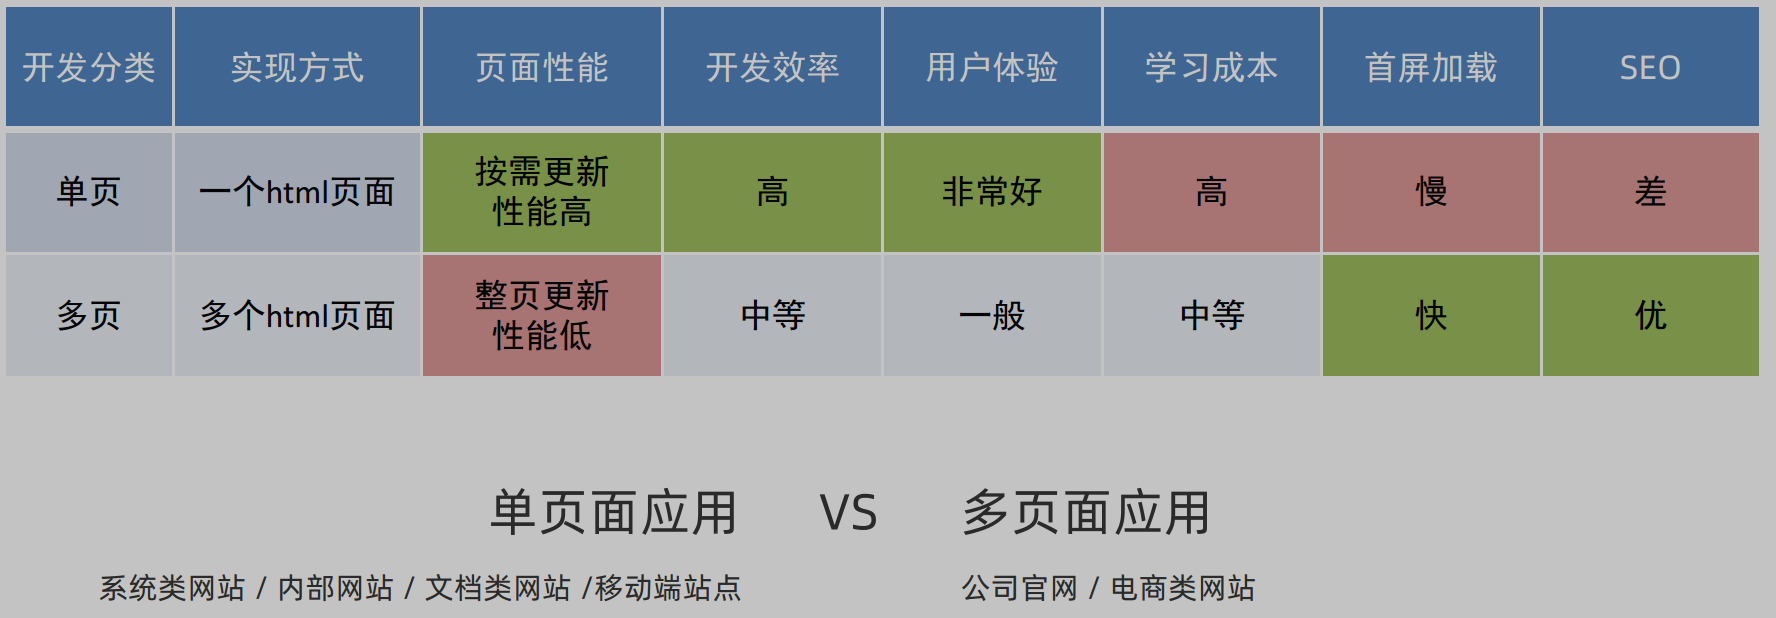 开发分类 实现方式 页面性能 开发效率 用户体验 学习成本 首屏加载 SEO
单页 一个html页面 按需更新 性能高 高 非常好 高 慢 差
多页 多个html页面 整页更新 性能低 中等 一般 中等 快 优
单页面应用 VS 多页面应用
系统类网站 / 内部网站 / 文档类网站 /移动端站点 公司官网 / 电商类网站